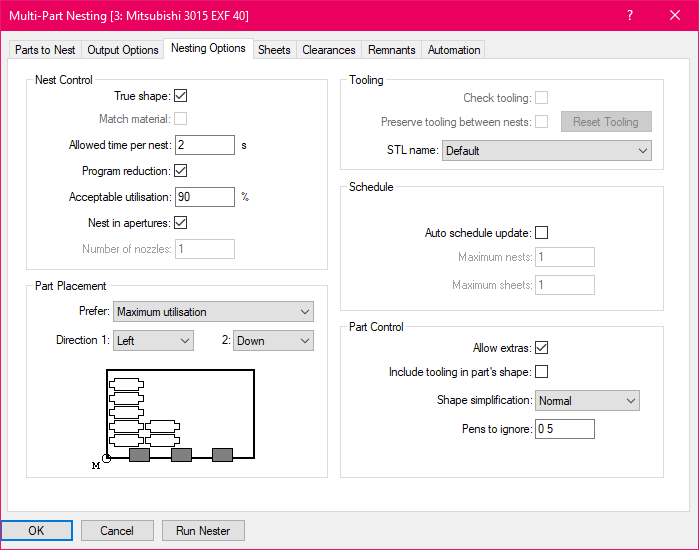 Multi-Part Nesting [3: Mitsubishi 3015 EXF 40]
Parts to Nest Output Options Nesting Options Sheets Clearances Remnants Automation
Nest Control
True shape:
Match material:
Allowed time per nest: 2 s
Program reduction:
Acceptable utilisation: 90 %
Nest in apertures:
Number of nozzles: 1
Part Placement
Prefer: Maximum utilisation
Direction 1: Left 2: Down
M
Tooling
Check tooling:
Preserve tooling between nests: Reset Tooling
STL name: Default
Schedule
Auto schedule update:
Maximum nests: 1
Maximum sheets: 1
Part Control
Allow extras:
Include tooling in part's shape:
Shape simplification: Normal
Pens to ignore: 0 5
OK Cancel Run Nester